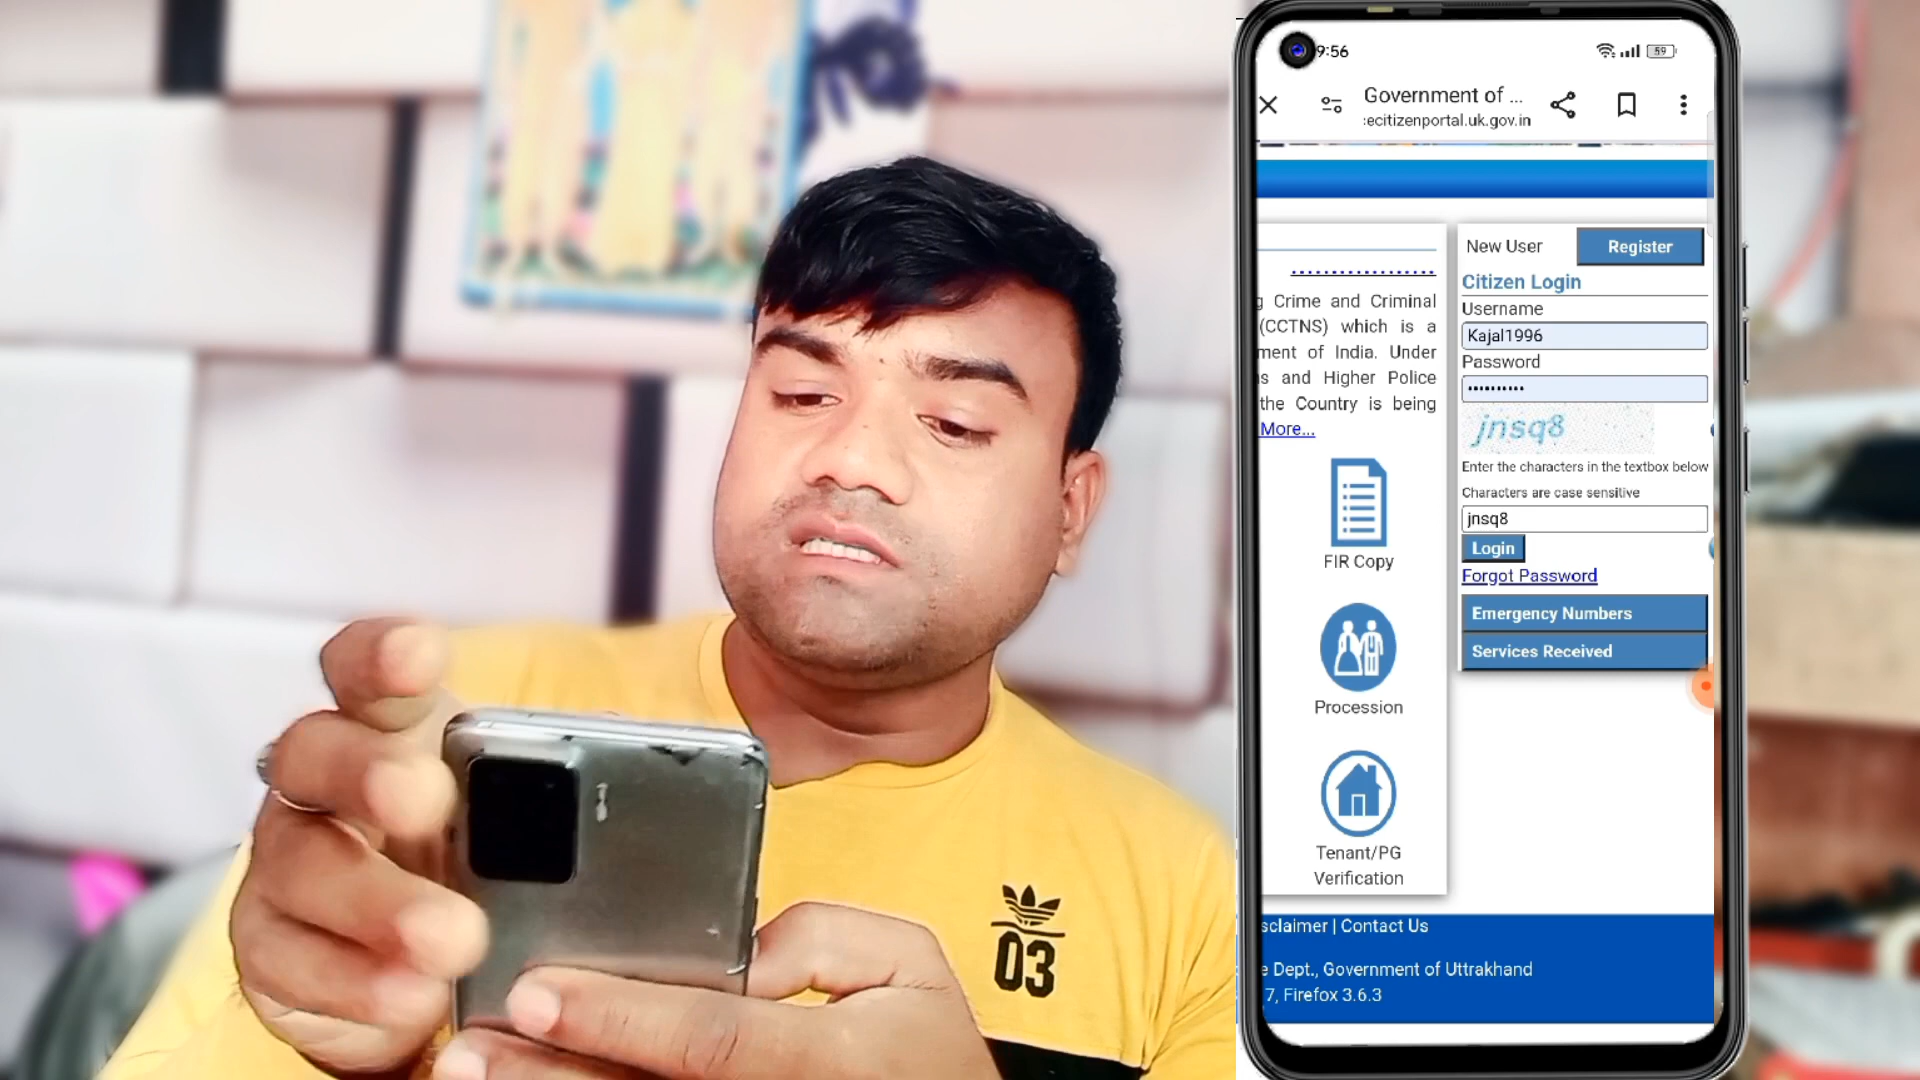 9:56
59
Government of ...
:ecitizenportal.uk.gov.in
g Crime and Criminal
(CCTNS) which is a
ment of India. Under
and Higher Police
the Country is being
More...
FIR Copy
Procession
Tenant/PG
Verification
New User
Register
Citizen Login
Username
Kajal1996
Password
••••••••••
jnsq8
Enter the characters in the textbox below
Characters are case sensitive
jnsq8
Login
Forgot Password
Emergency Numbers
Services Received
sclaimer | Contact Us
e Dept., Government of Uttrakhand
7, Firefox 3.6.3
03